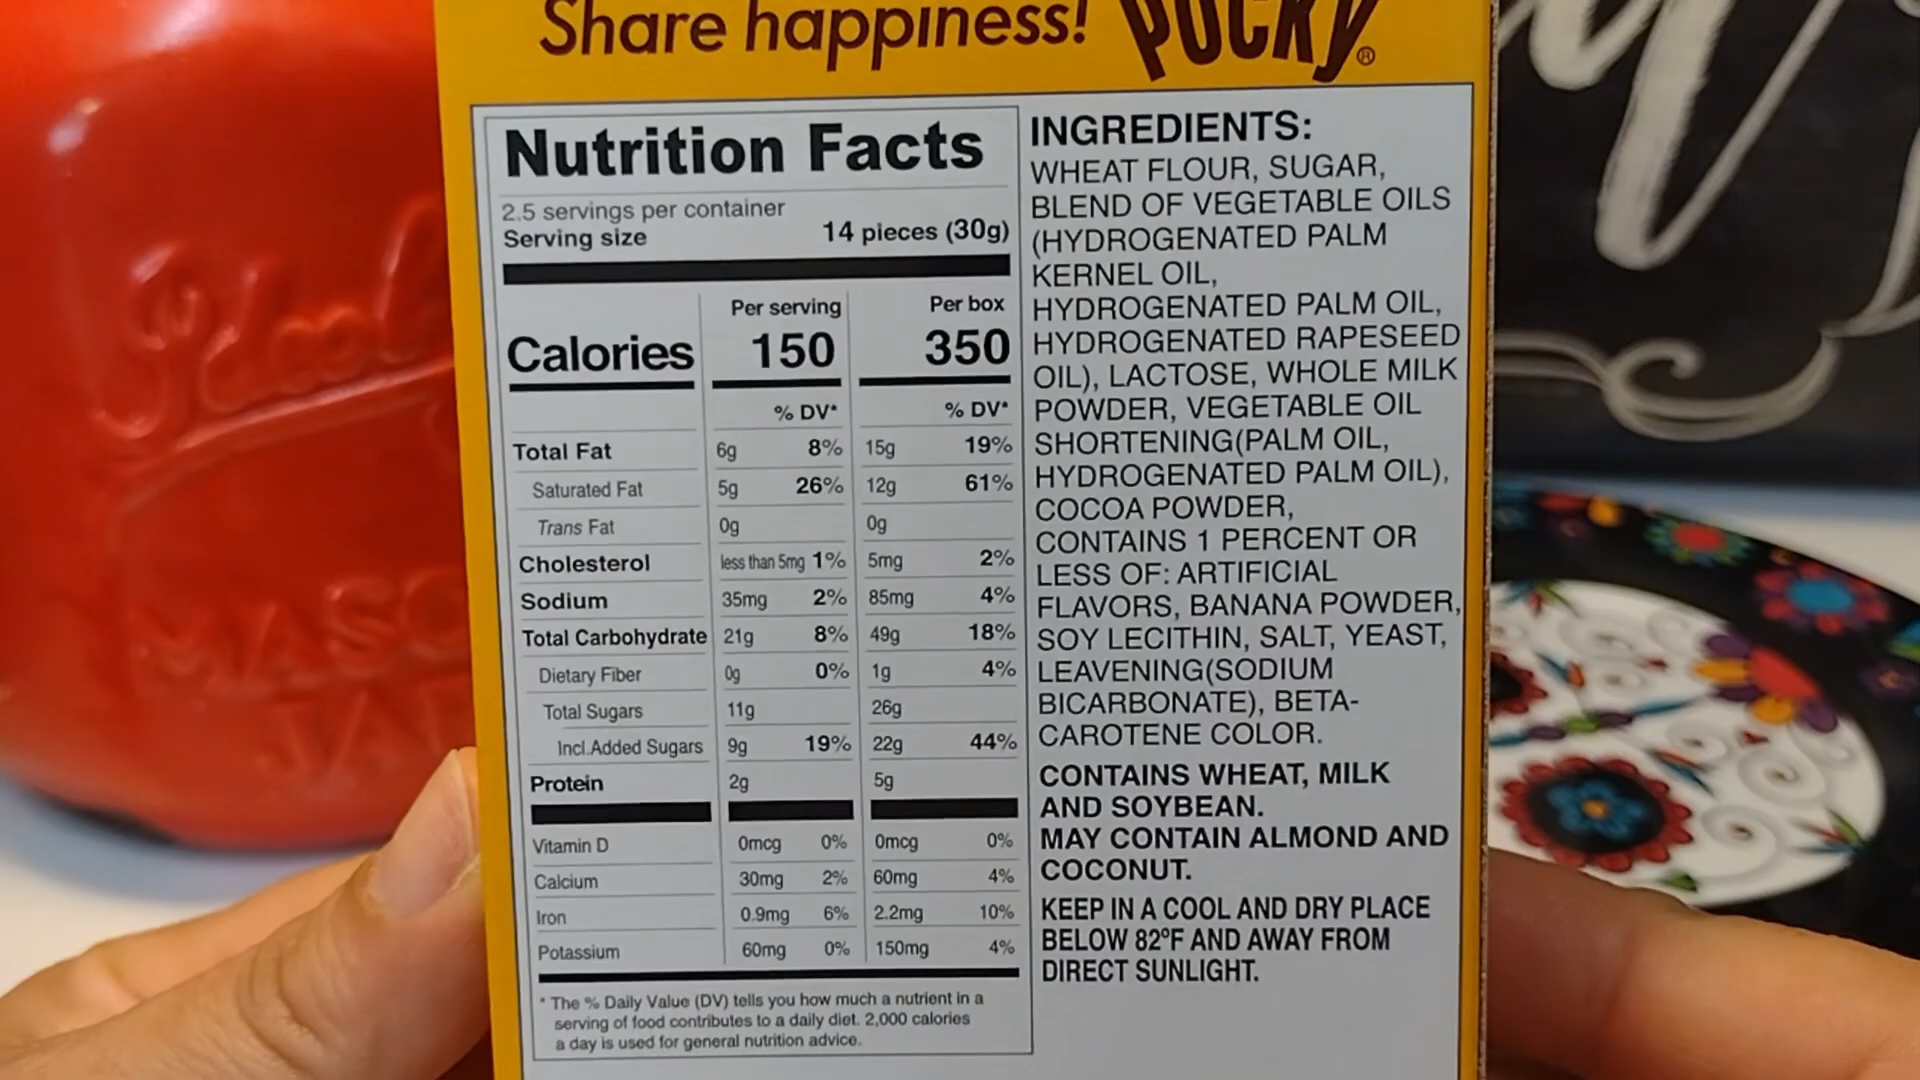 Share happiness! Pocky®
Nutrition Facts
2.5 servings per container
Serving size 14 pieces (30g)
Per serving Per box
Calories 150 350
% DV* % DV*
Total Fat 6g 8% 15g 19%
Saturated Fat 5g 26% 12g 61%
Trans Fat 0g 0g
Cholesterol less than 5mg 1% 5mg 2%
Sodium 35mg 2% 85mg 4%
Total Carbohydrate 21g 8% 49g 18%
Dietary Fiber 0g 0% 1g 4%
Total Sugars 11g 26g
Incl.Added Sugars 9g 19% 22g 44%
Protein 2g 5g
Vitamin D 0mcg 0% 0mcg 0%
Calcium 30mg 2% 60mg 4%
Iron 0.9mg 6% 2.2mg 10%
Potassium 60mg 0% 150mg 4%
* The % Daily Value (DV) tells you how much a nutrient in a
serving of food contributes to a daily diet. 2,000 calories
a day is used for general nutrition advice.
INGREDIENTS:
WHEAT FLOUR, SUGAR,
BLEND OF VEGETABLE OILS
(HYDROGENATED PALM
KERNEL OIL,
HYDROGENATED PALM OIL,
HYDROGENATED RAPESEED
OIL), LACTOSE, WHOLE MILK
POWDER, VEGETABLE OIL
SHORTENING(PALM OIL,
HYDROGENATED PALM OIL),
COCOA POWDER,
CONTAINS 1 PERCENT OR
LESS OF: ARTIFICIAL
FLAVORS, BANANA POWDER,
SOY LECITHIN, SALT, YEAST,
LEAVENING(SODIUM
BICARBONATE), BETA-
CAROTENE COLOR.
CONTAINS WHEAT, MILK
AND SOYBEAN.
MAY CONTAIN ALMOND AND
COCONUT.
KEEP IN A COOL AND DRY PLACE
BELOW 82ºF AND AWAY FROM
DIRECT SUNLIGHT.
MASON
JAR